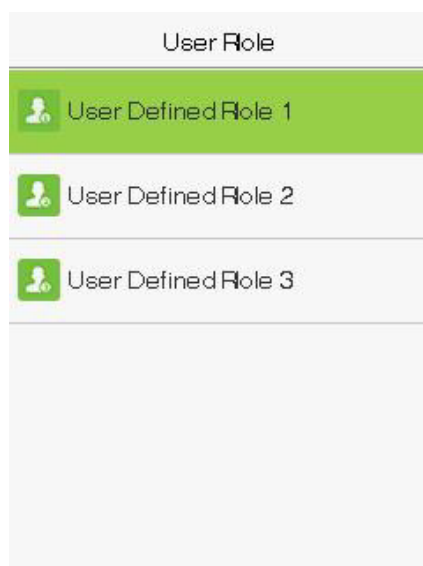 User Role
User Defined Role 1
User Defined Role 2
User Defined Role 3